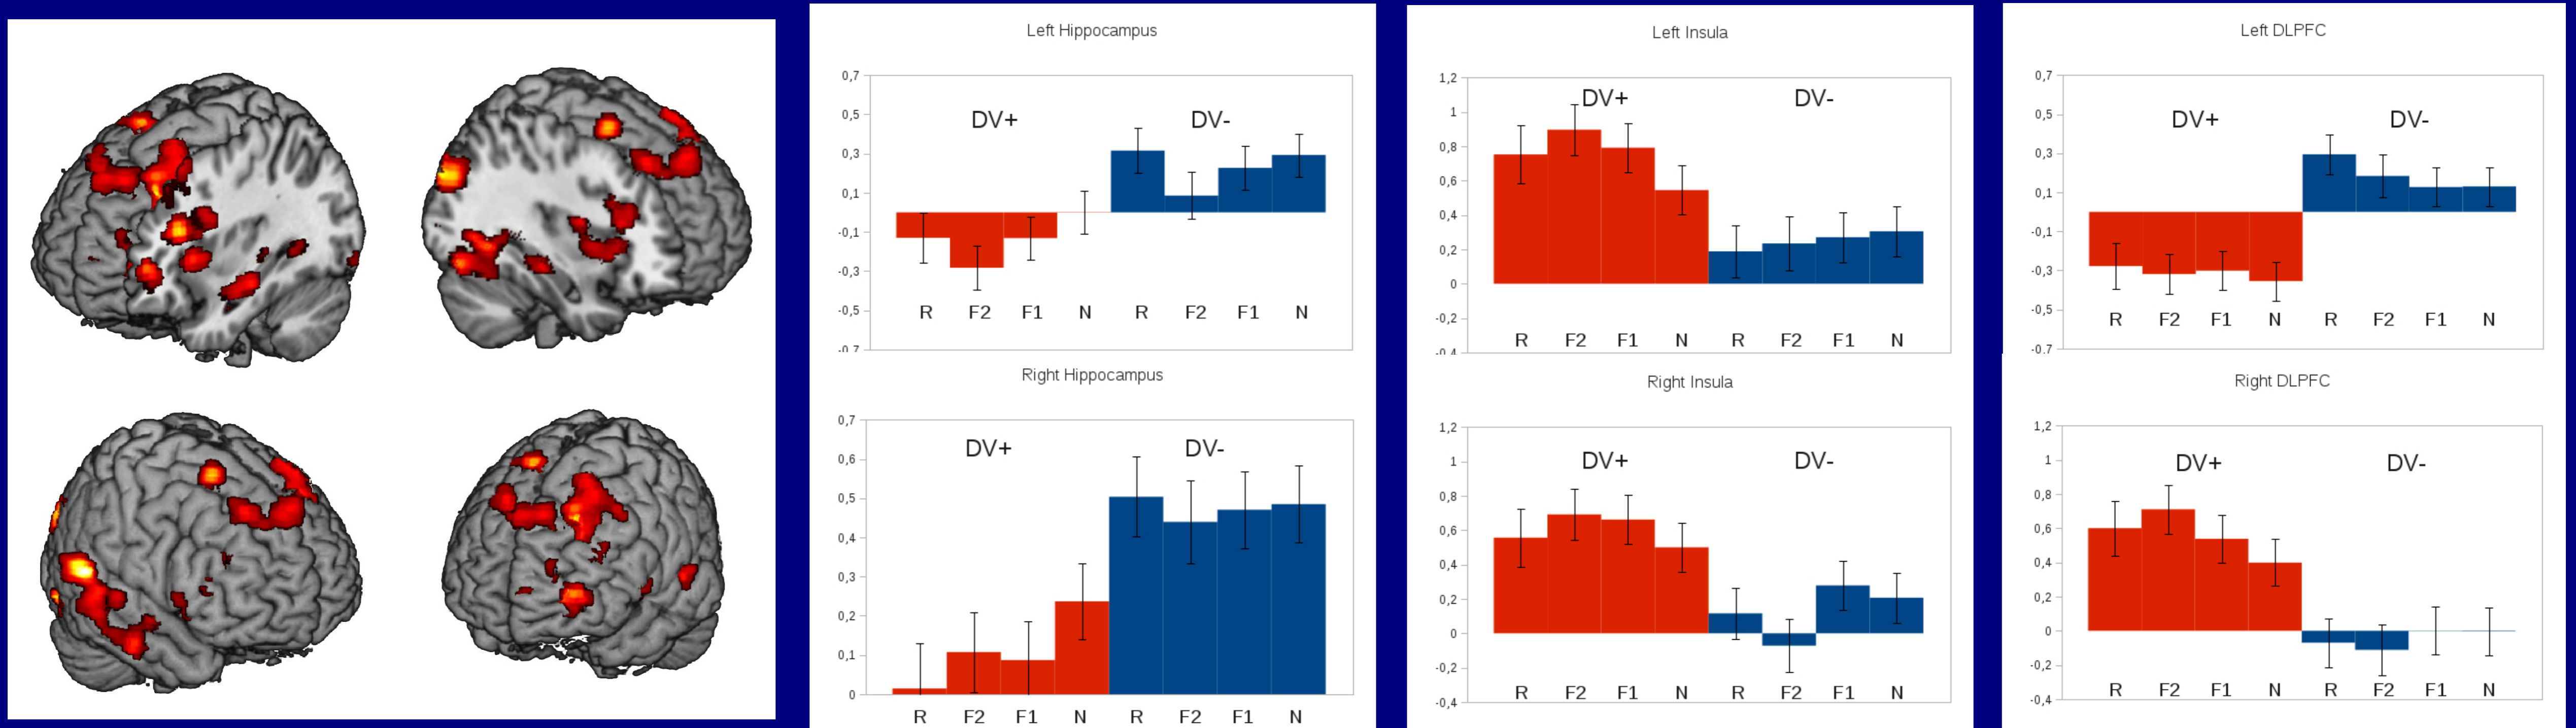 Left Hippocampus
0,7
0,5
0,3
0,1
-0,1
-0,3
-0,5
-0,7
DV+ DV-
R F2 F1 N R F2 F1 N
Right Hippocampus
0,7
0,6
0,5
0,4
0,3
0,2
0,1
0
DV+ DV-
R F2 F1 N R F2 F1 N
Left Insula
1,2
1
0,8
0,6
0,4
0,2
0
-0,2
-0,4
DV+ DV-
R F2 F1 N R F2 F1 N
Right Insula
1,2
1
0,8
0,6
0,4
0,2
0
-0,2
-0,4
DV+ DV-
R F2 F1 N R F2 F1 N
Left DLPFC
0,7
0,5
0,3
0,1
-0,1
-0,3
-0,5
-0,7
DV+ DV-
R F2 F1 N R F2 F1 N
Right DLPFC
1,2
1
0,8
0,6
0,4
0,2
0
-0,2
-0,4
DV+ DV-
R F2 F1 N R F2 F1 N